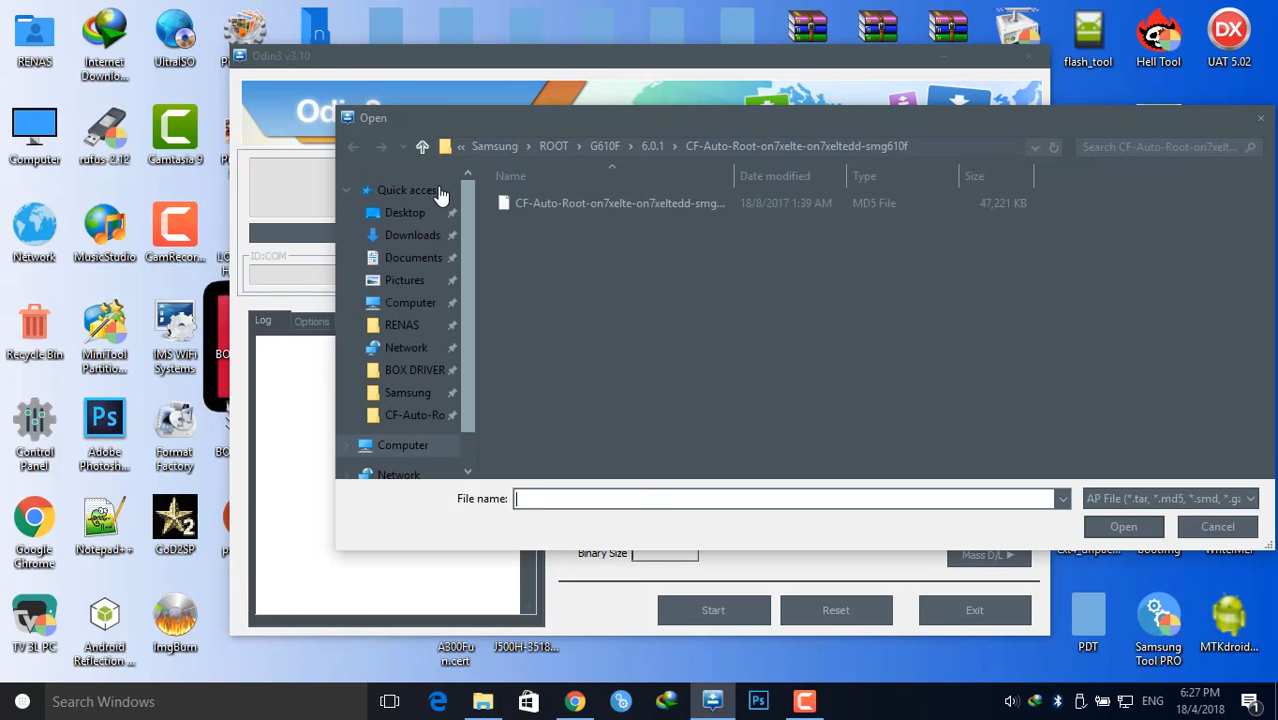 RENAS
Internet
Downlo...
UltraISO
flash_tool
Hell Tool
UAT 5.02
Computer
rufus-2.12
Camtasia 9
Network
MusicStudio
CamRecor...
Recycle Bin
MiniTool
Partitio...
IMS WiFi
Systems
Control
Panel
Adobe
Photosh...
Format
Factory
Google
Chrome
Notepad++
CoD2SP
TV 3L PC
Android
Reflection ...
ImgBurn
Odin3 v3.10
ID:COM
Log
Options
Open
« Samsung › ROOT › G610F › 6.0.1 › CF-Auto-Root-on7xelte-on7xeltedd-smg610f
Search CF-Auto-Root-on7xelt...
Name
Date modified
Type
Size
CF-Auto-Root-on7xelte-on7xeltedd-smg...
18/8/2017 1:39 AM
MD5 File
47,221 KB
Quick access
Desktop
Downloads
Documents
Pictures
Computer
RENAS
Network
BOX DRIVER
Samsung
CF-Auto-Ro
Computer
Network
File name:
AP File (*.tar, *.md5, *.smd, *.gz
Open
Cancel
Binary Size
Mass D/L ▶
Start
Reset
Exit
A300Fu
n.cert
J500H-3518...
PDT
Samsung
Tool PRO
MTKdroid...
Search Windows
ENG
6:27 PM
18/4/2018
1